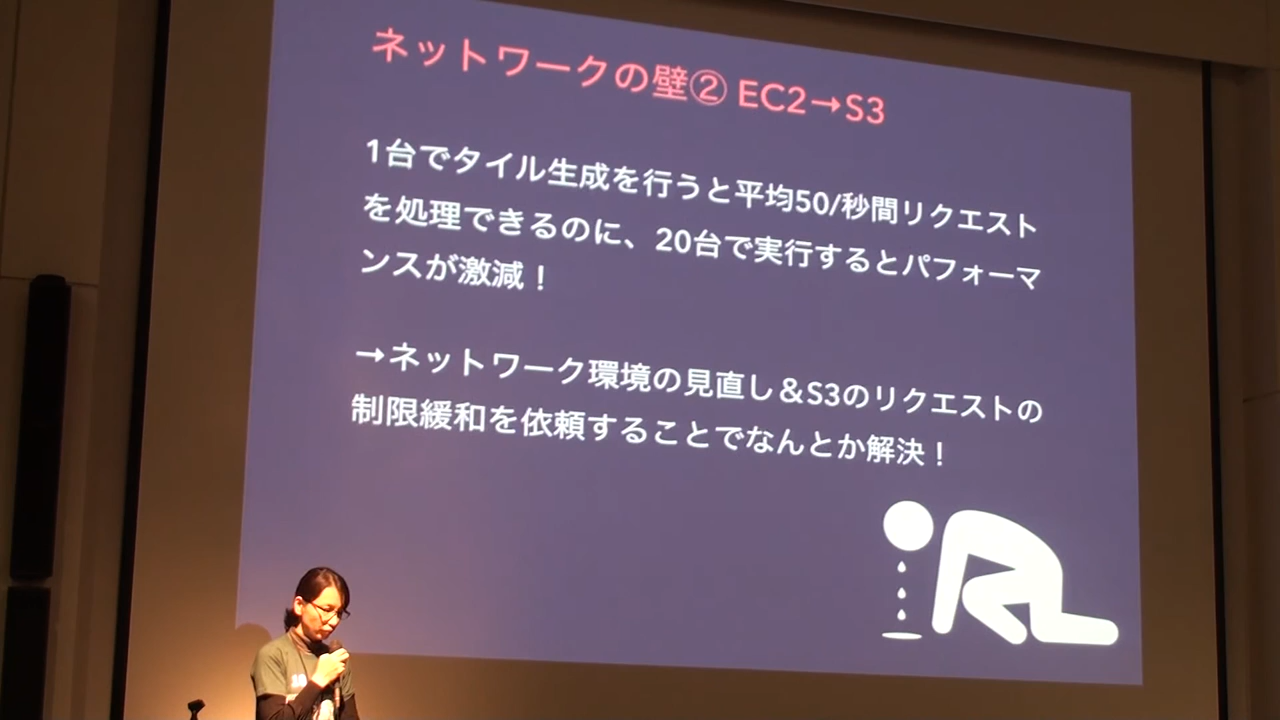 ネットワークの壁② EC2→S3
1台でタイル生成を行うと平均50/秒間リクエスト
を処理できるのに、20台で実行するとパフォーマ
ンスが激減！
→ネットワーク環境の見直し＆S3のリクエストの
制限緩和を依頼することでなんとか解決！